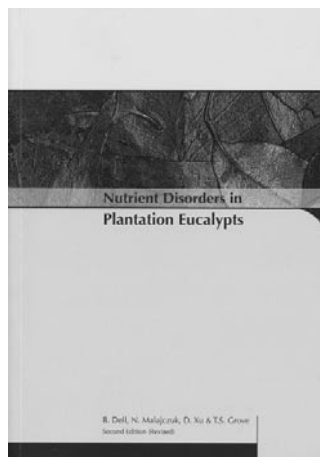 Nutrient Disorders in
Plantation Eucalypts
B. Dell, N. Malajczuk, D. Xu & T.S. Grove
Second Edition (Revised)